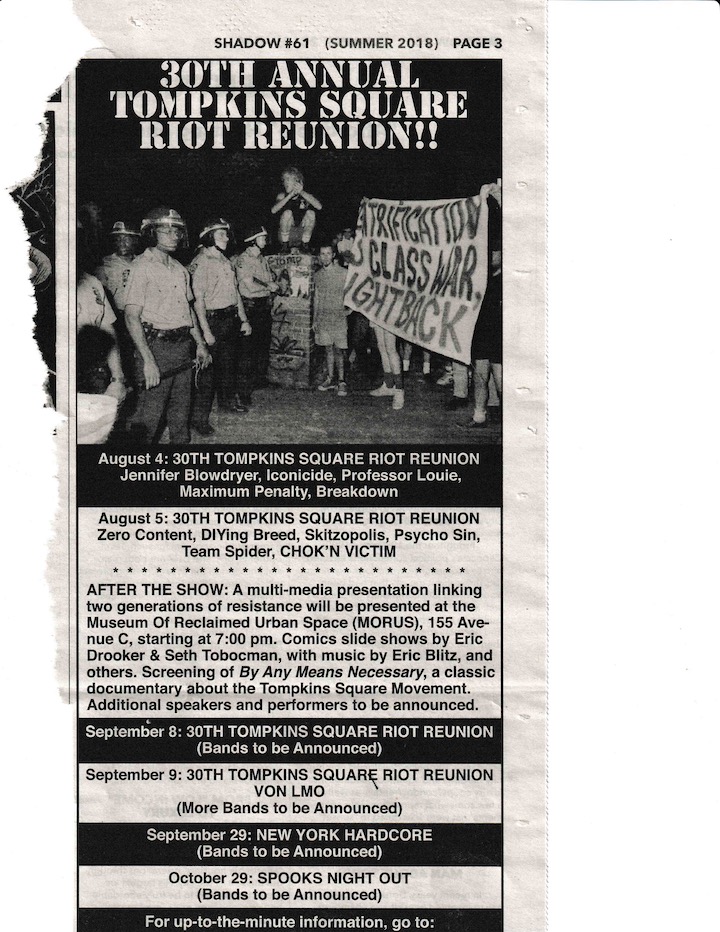 SHADOW #61 (SUMMER 2018) PAGE 3
30TH ANNUAL
TOMPKINS SQUARE
RIOT REUNION!!
TRIFICATION
CLASS WAR,
IGHTBACK
August 4: 30TH TOMPKINS SQUARE RIOT REUNION
Jennifer Blowdryer, Iconicide, Professor Louie,
Maximum Penalty, Breakdown
August 5: 30TH TOMPKINS SQUARE RIOT REUNION
Zero Content, DIYing Breed, Skitzopolis, Psycho Sin,
Team Spider, CHOK'N VICTIM
* * * * * * * * * * * * * * * * * * * * * * * *
AFTER THE SHOW: A multi-media presentation linking
two generations of resistance will be presented at the
Museum Of Reclaimed Urban Space (MORUS), 155 Ave-
nue C, starting at 7:00 pm. Comics slide shows by Eric
Drooker & Seth Tobocman, with music by Eric Blitz, and
others. Screening of By Any Means Necessary, a classic
documentary about the Tompkins Square Movement.
Additional speakers and performers to be announced.
September 8: 30TH TOMPKINS SQUARE RIOT REUNION
(Bands to be Announced)
September 9: 30TH TOMPKINS SQUARE RIOT REUNION
VON LMO
(More Bands to be Announced)
September 29: NEW YORK HARDCORE
(Bands to be Announced)
October 29: SPOOKS NIGHT OUT
(Bands to be Announced)
For up-to-the-minute information, go to: